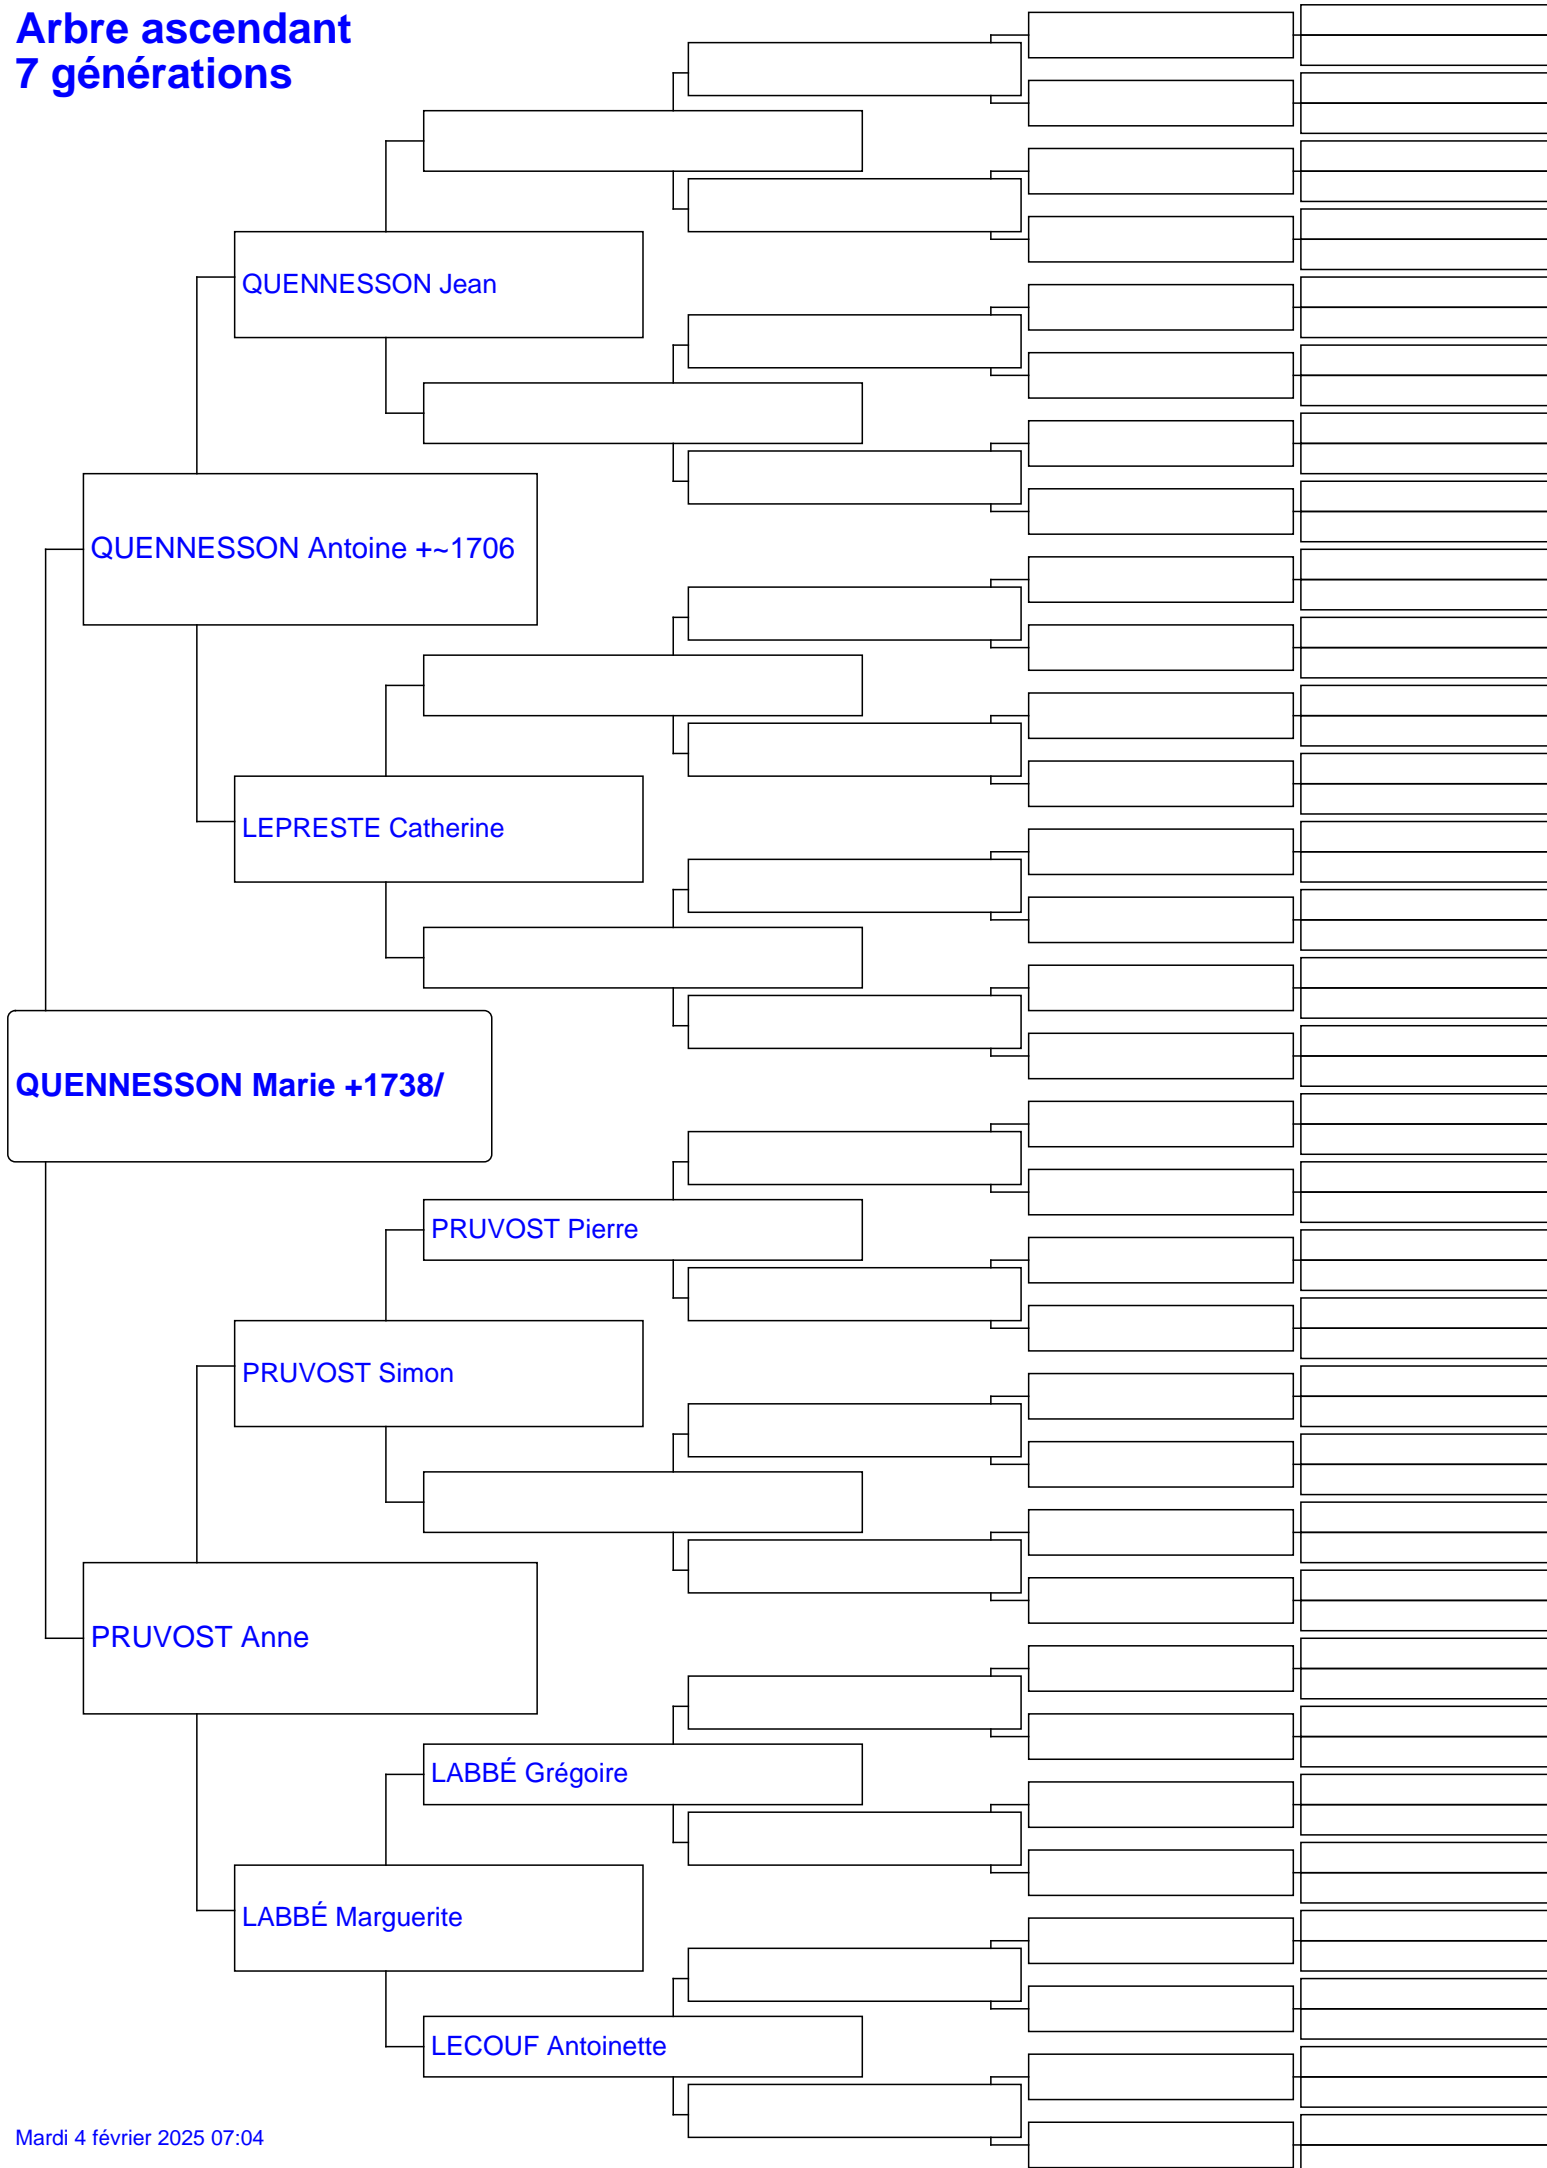 Arbre ascendant
7 générations
QUENNESSON Jean
QUENNESSON Antoine +~1706
LEPRESTE Catherine
QUENNESSON Marie +1738/
PRUVOST Pierre
PRUVOST Simon
PRUVOST Anne
LABBÉ Grégoire
LABBÉ Marguerite
LECOUF Antoinette
Mardi 4 février 2025 07:04